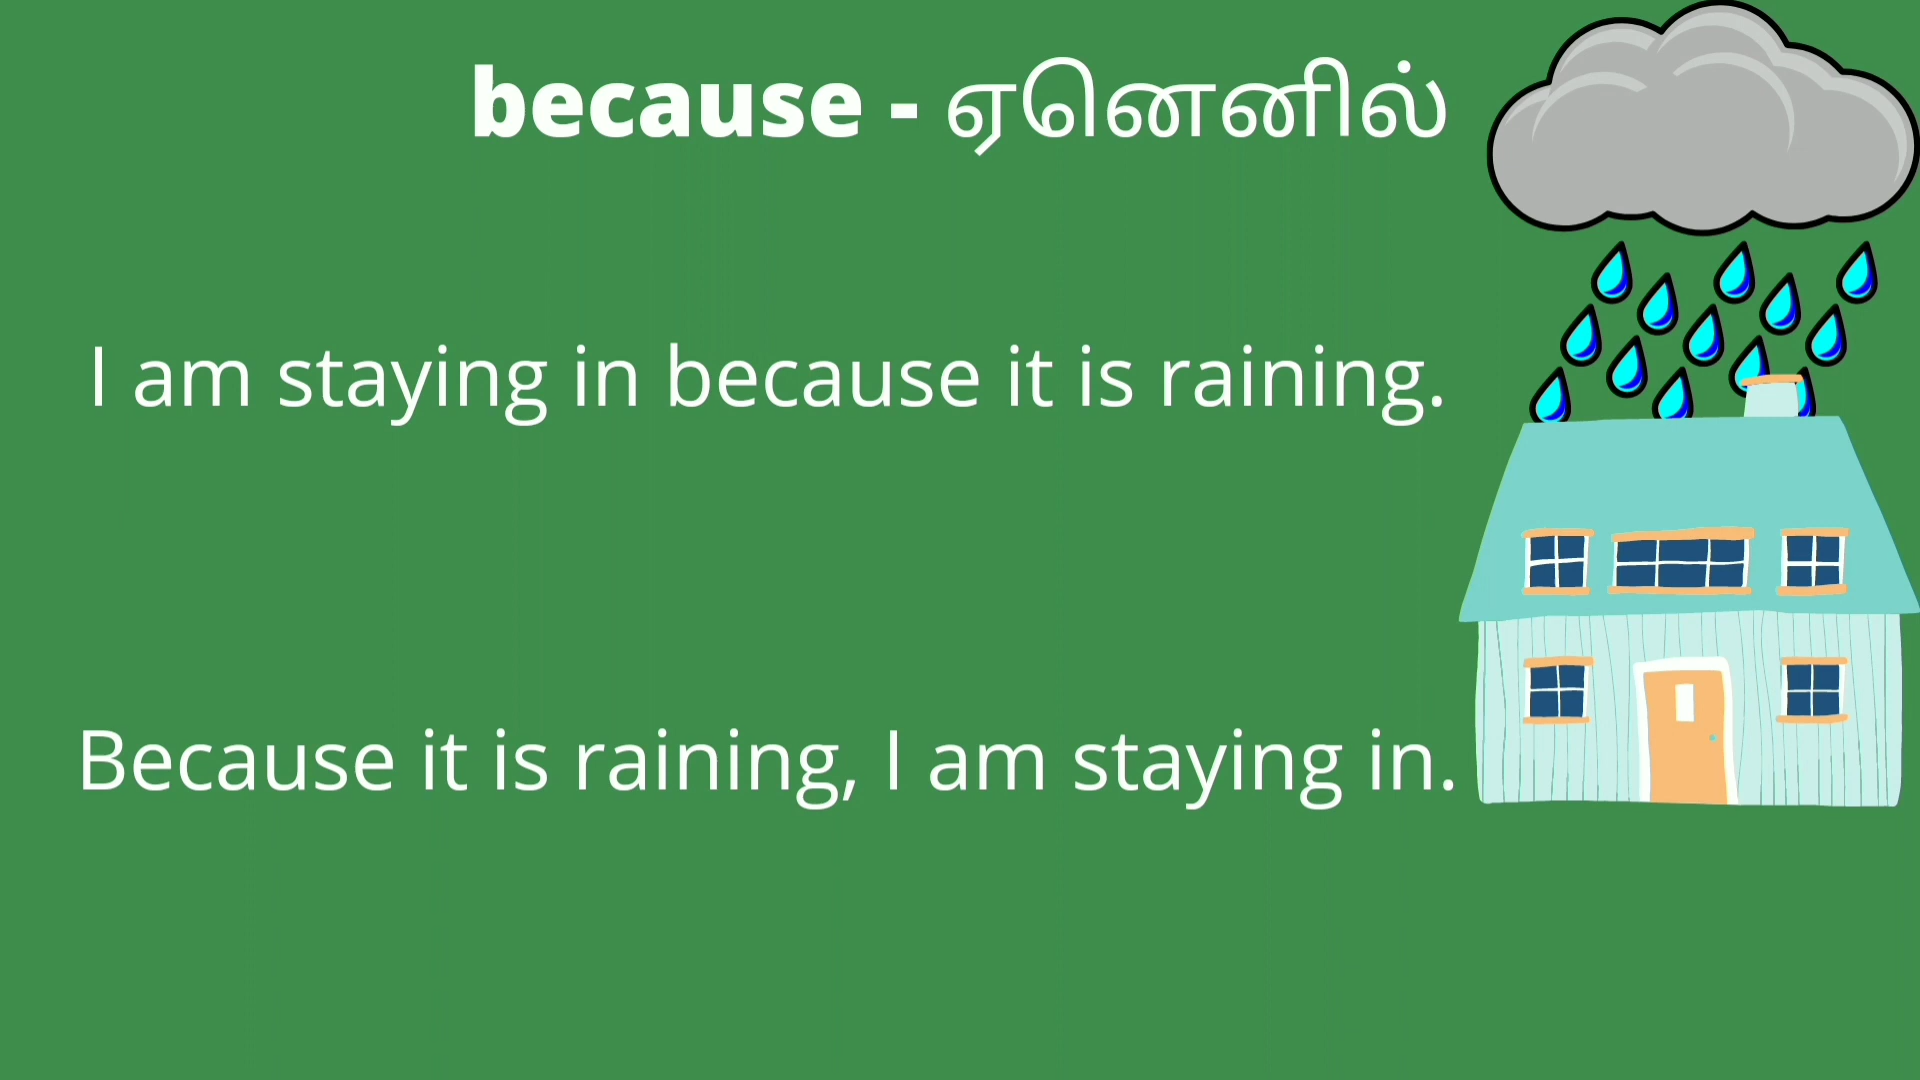 because - ஏனெனில்
I am staying in because it is raining.
Because it is raining, I am staying in.